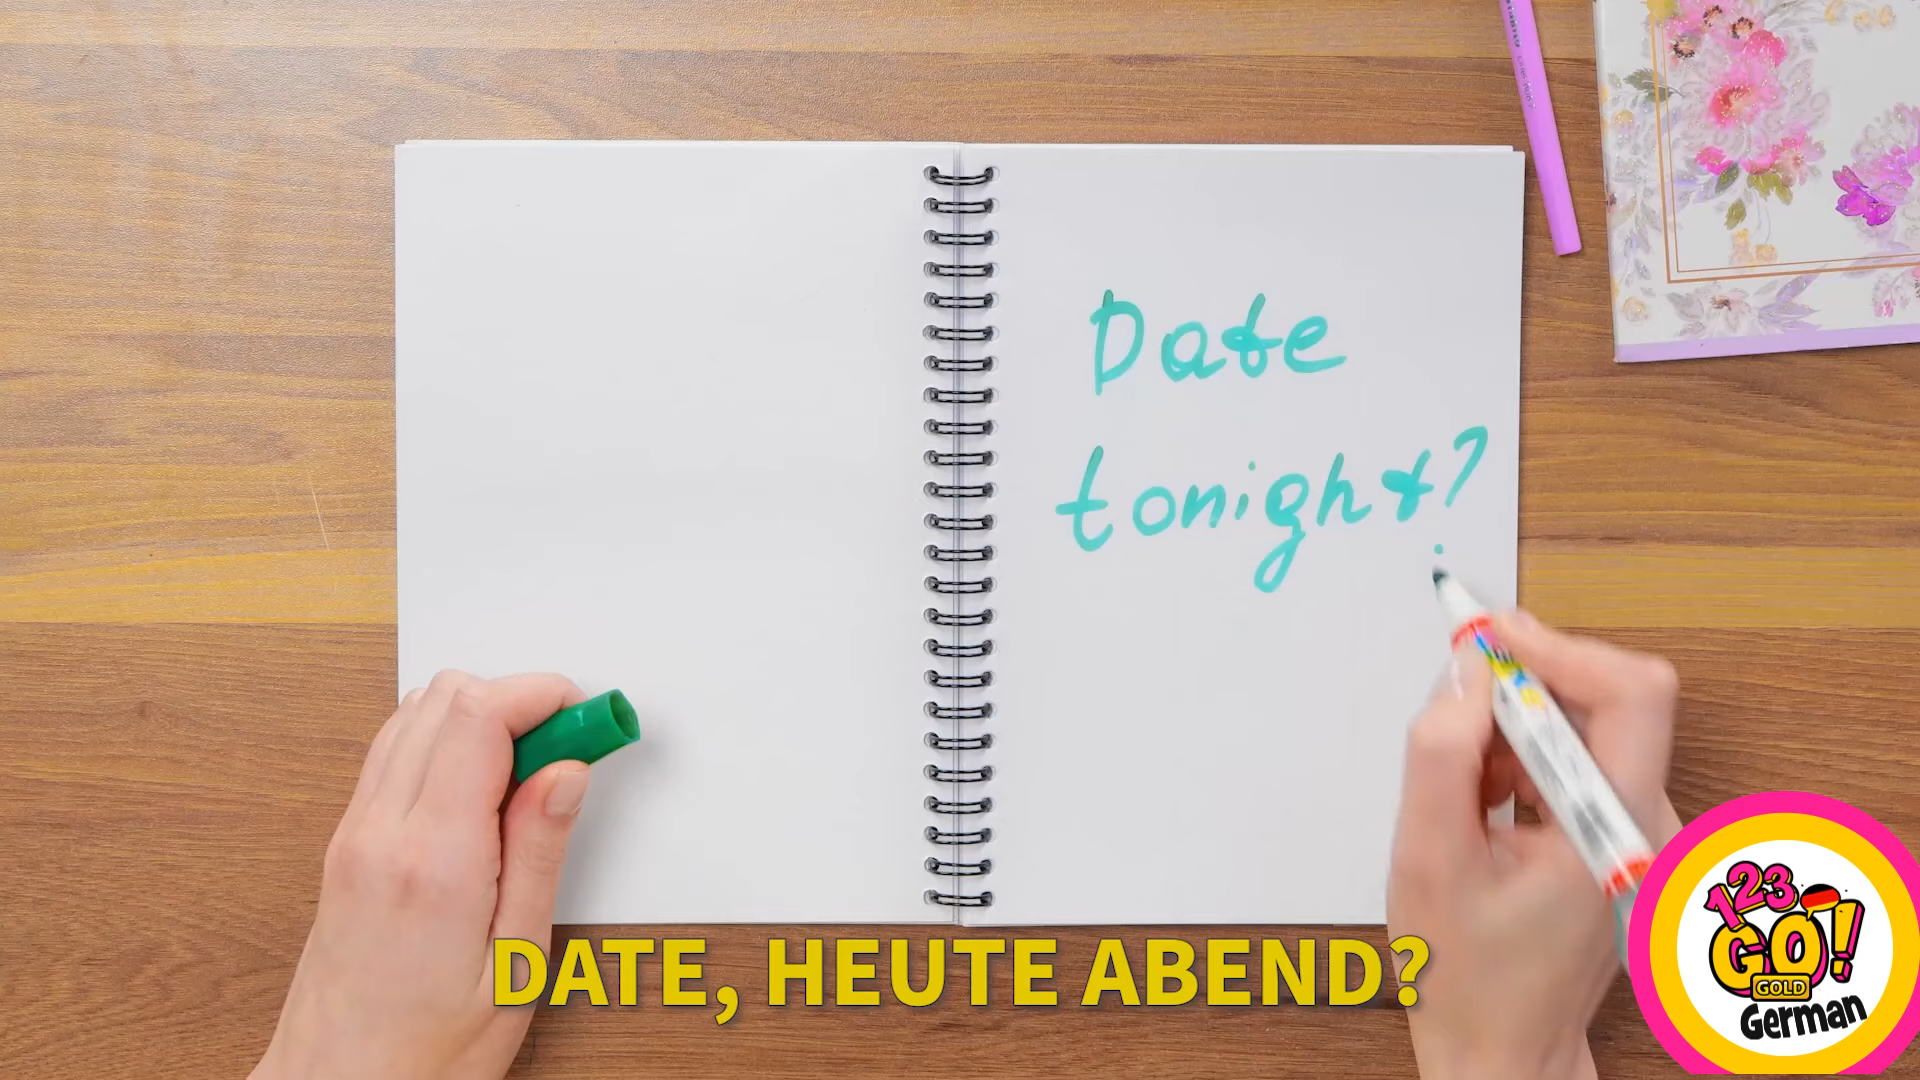 Date
tonight?
DATE, HEUTE ABEND?
123
GO!
GOLD
German